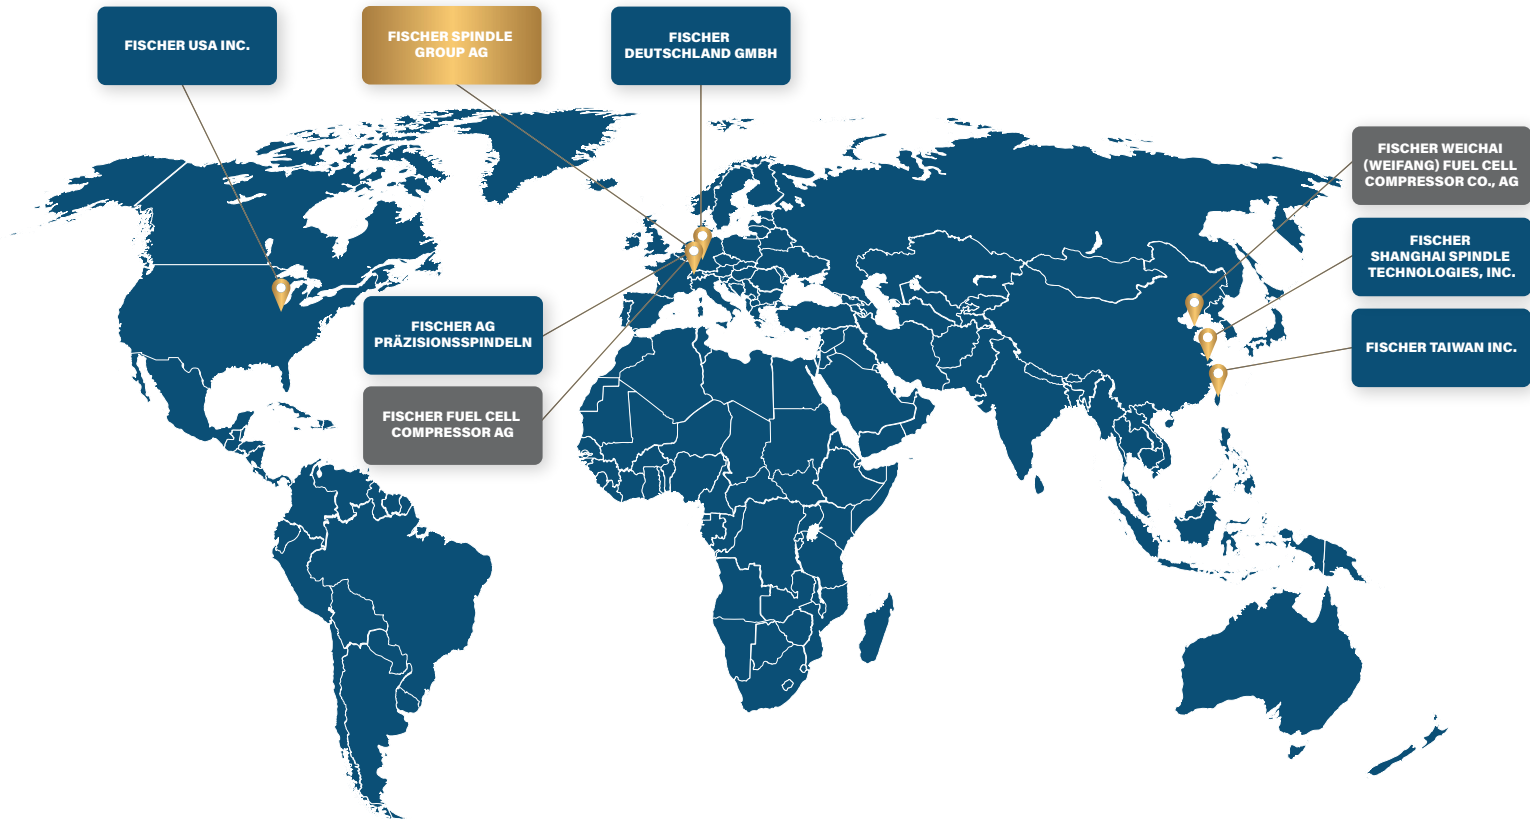 FISCHER USA INC.
FISCHER SPINDLE
GROUP AG
FISCHER
DEUTSCHLAND GMBH
FISCHER WEICHAI
(WEIFANG) FUEL CELL
COMPRESSOR CO., AG
FISCHER
SHANGHAI SPINDLE
TECHNOLOGIES, INC.
FISCHER AG
PRÄZISIONSSPINDELN
FISCHER TAIWAN INC.
FISCHER FUEL CELL
COMPRESSOR AG